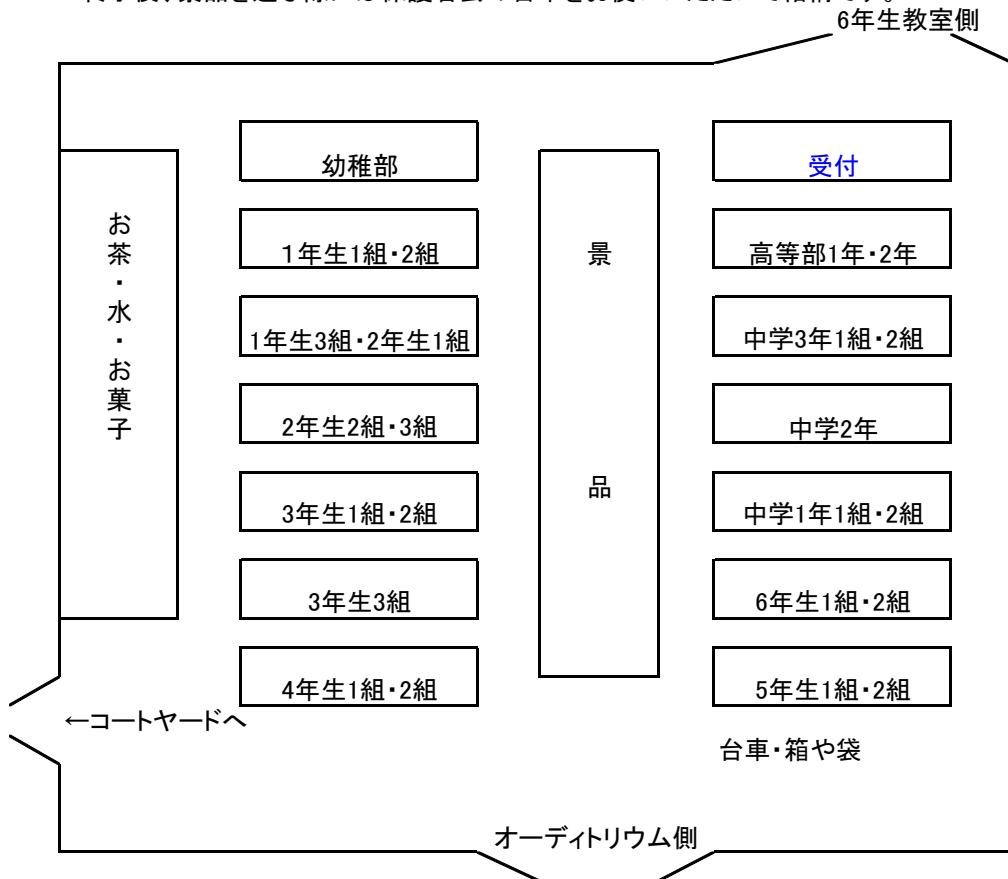 6年生教室側
幼稚部
受付
お茶・水・お菓子
1年生1組・2組
景品
高等部1年・2年
1年生3組・2年生1組
中学3年1組・2組
2年生2組・3組
中学2年
3年生1組・2組
中学1年1組・2組
3年生3組
6年生1組・2組
4年生1組・2組
5年生1組・2組
←コートヤードへ
台車・箱や袋
オーディトリウム側